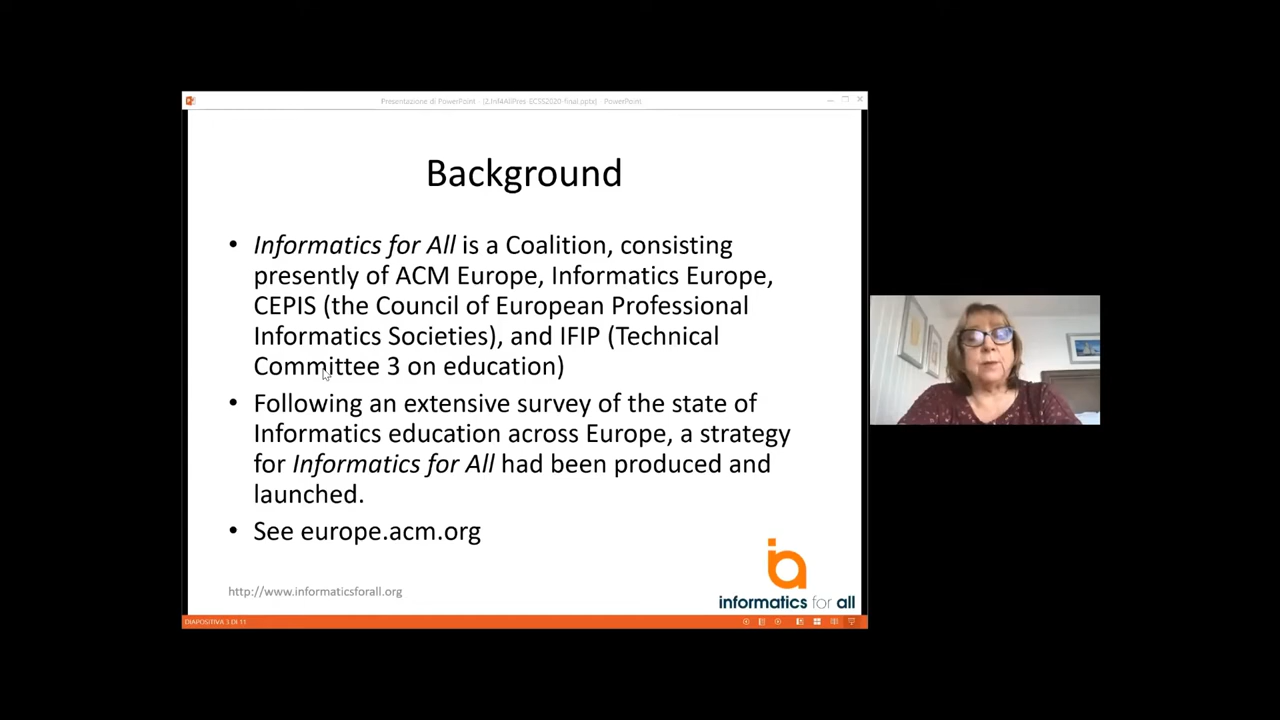 Presentazione di PowerPoint - (2.Inf4AllPres-ECSS2020-final.pptx) - PowerPoint
Background
• Informatics for All is a Coalition, consisting
presently of ACM Europe, Informatics Europe,
CEPIS (the Council of European Professional
Informatics Societies), and IFIP (Technical
Committee 3 on education)
• Following an extensive survey of the state of
Informatics education across Europe, a strategy
for Informatics for All had been produced and
launched.
• See europe.acm.org
http://www.informaticsforall.org
informatics for all
DIAPOSITIVA 3 DI 11